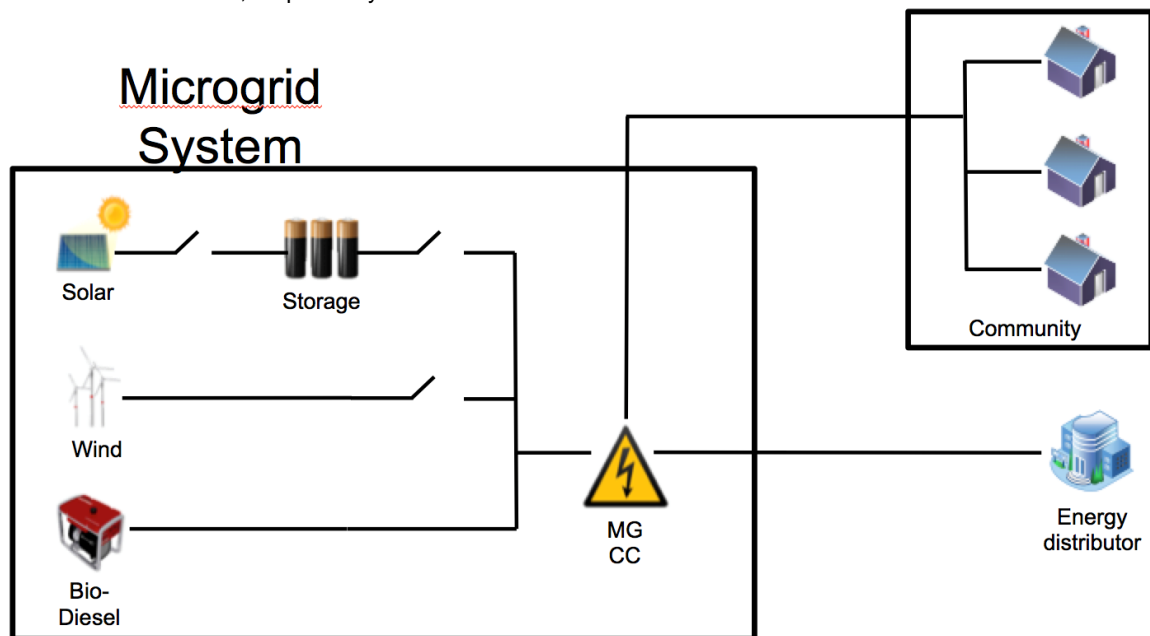 Microgrid
System
Solar
Storage
Wind
Bio-
Diesel
MG
CC
Community
Energy
distributor